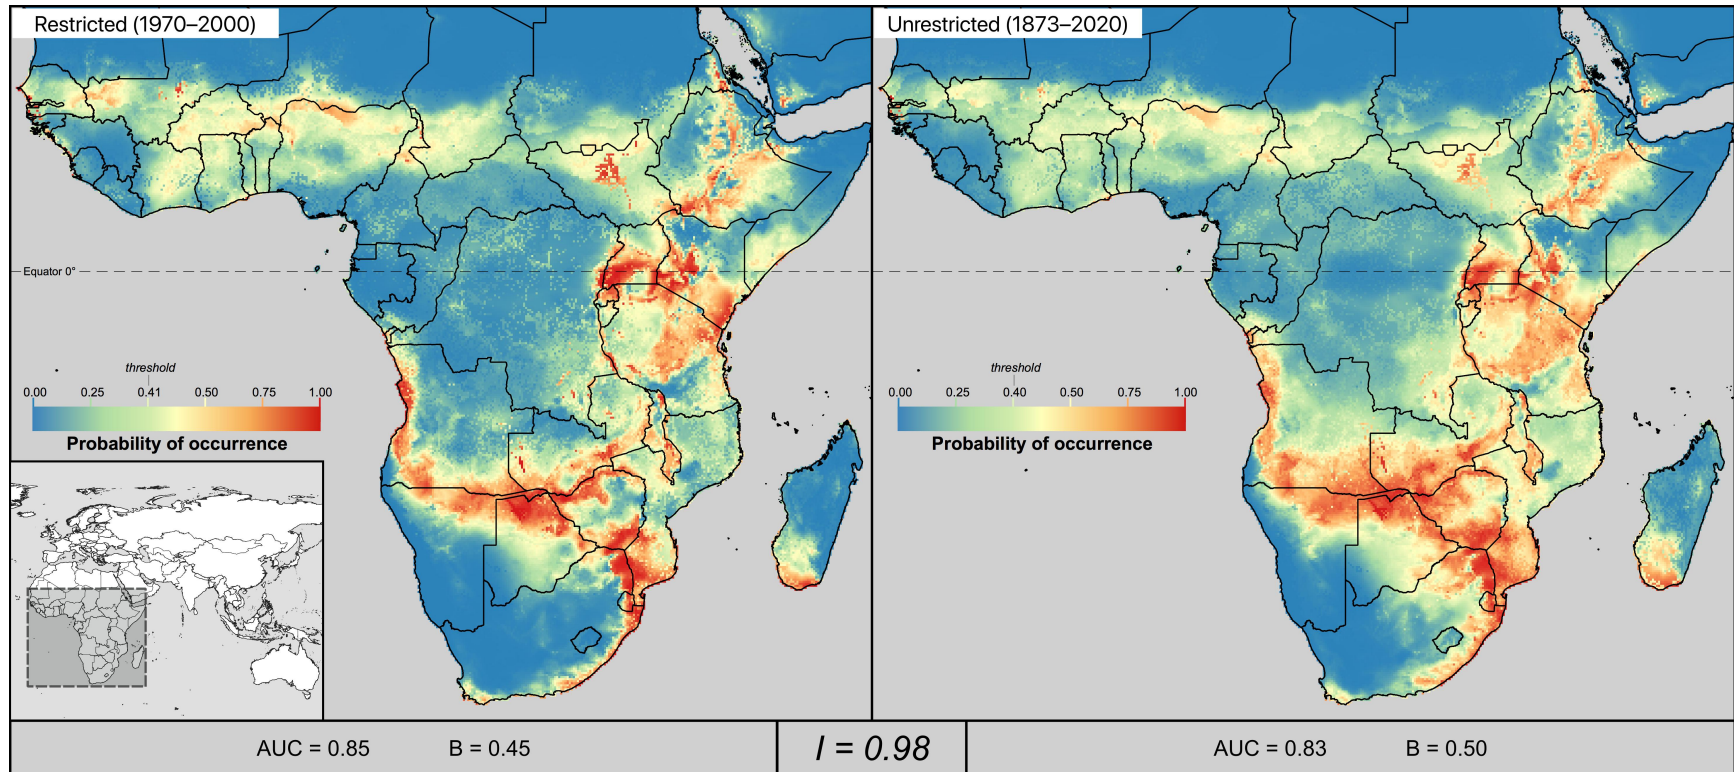 Restricted (1970–2000)
Equator 0°
threshold
0.00 0.25 0.41 0.50 0.75 1.00
Probability of occurrence
Unrestricted (1873–2020)
threshold
0.00 0.25 0.40 0.50 0.75 1.00
Probability of occurrence
AUC = 0.85 B = 0.45
I = 0.98
AUC = 0.83 B = 0.50